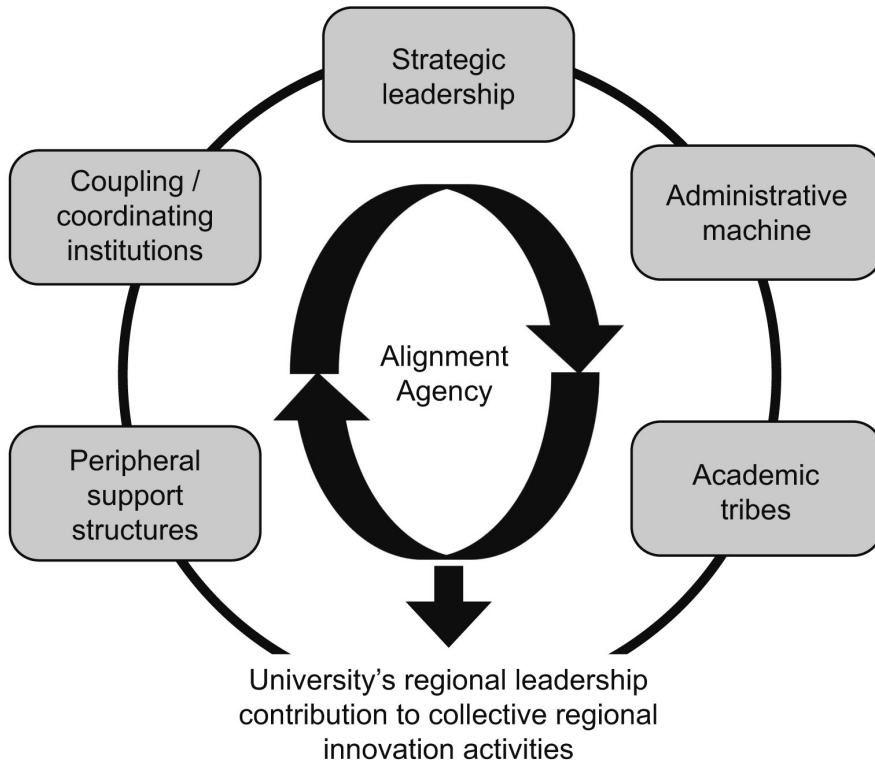 Strategic
leadership
Coupling /
coordinating
institutions
Administrative
machine
Alignment
Agency
Peripheral
support
structures
Academic
tribes
University’s regional leadership
contribution to collective regional
innovation activities